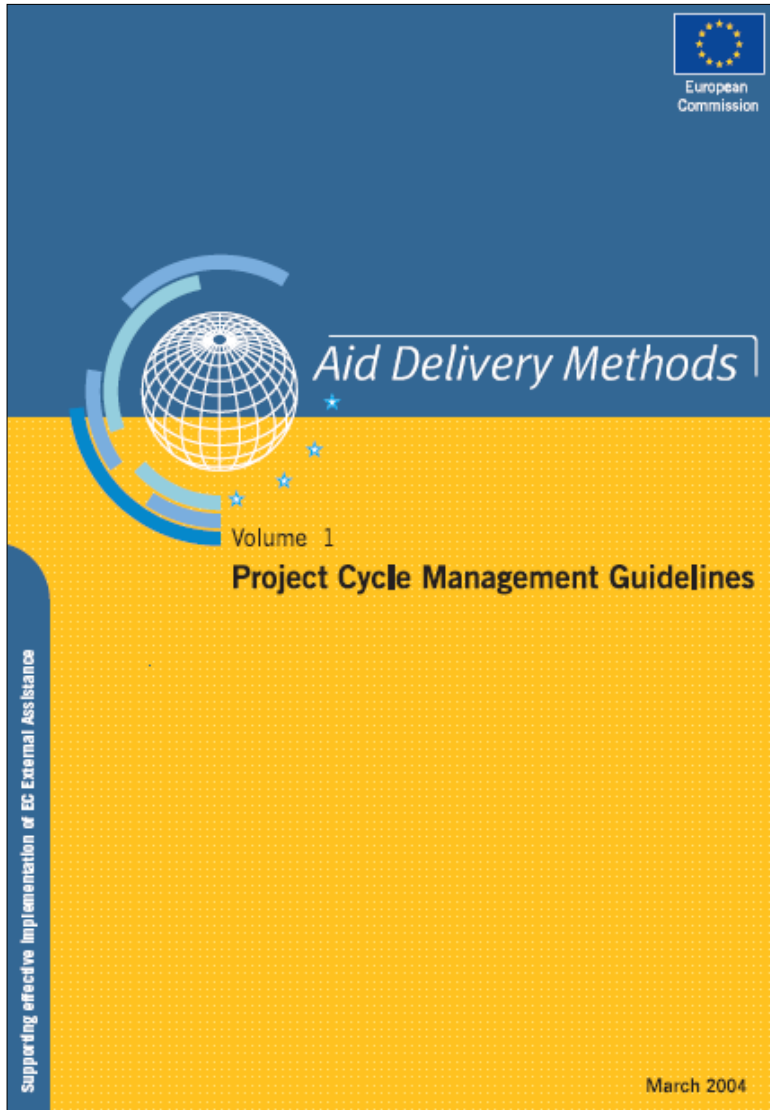 European
Commission
Aid Delivery Methods
Volume 1
Project Cycle Management Guidelines
Supporting effective Implementation of EC External Assistance
March 2004